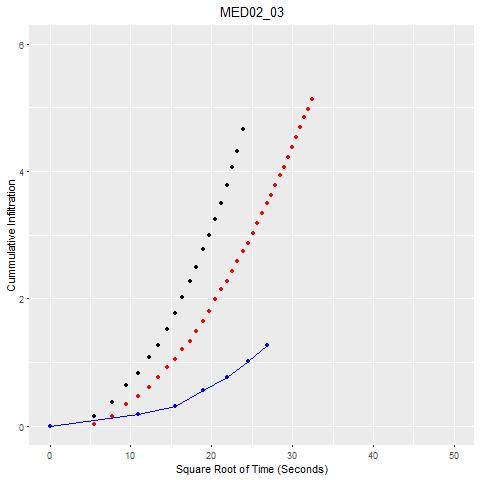 MED02_03
6
4
2
0
Cummulative Infiltration
0 10 20 30 40 50
Square Root of Time (Seconds)